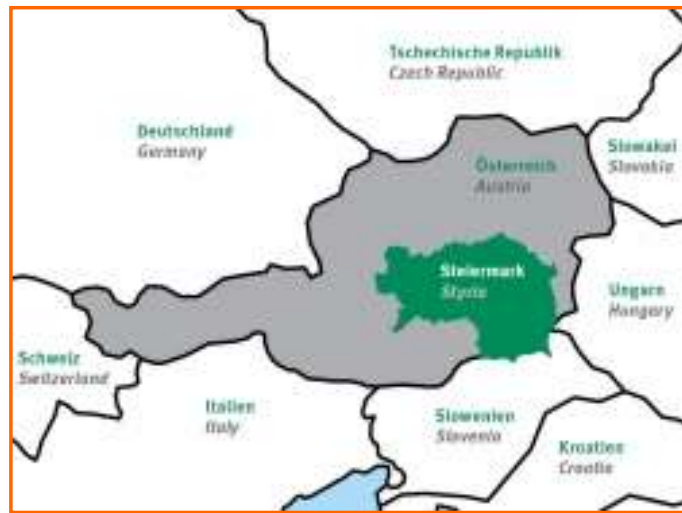 Tschechische Republik
Czech Republic
Deutschland
Germany
Slowakei
Slovakia
Österreich
Austria
Steiermark
Styria
Ungarn
Hungary
Schweiz
Switzerland
Italien
Italy
Slowenien
Slovenia
Kroatien
Croatia